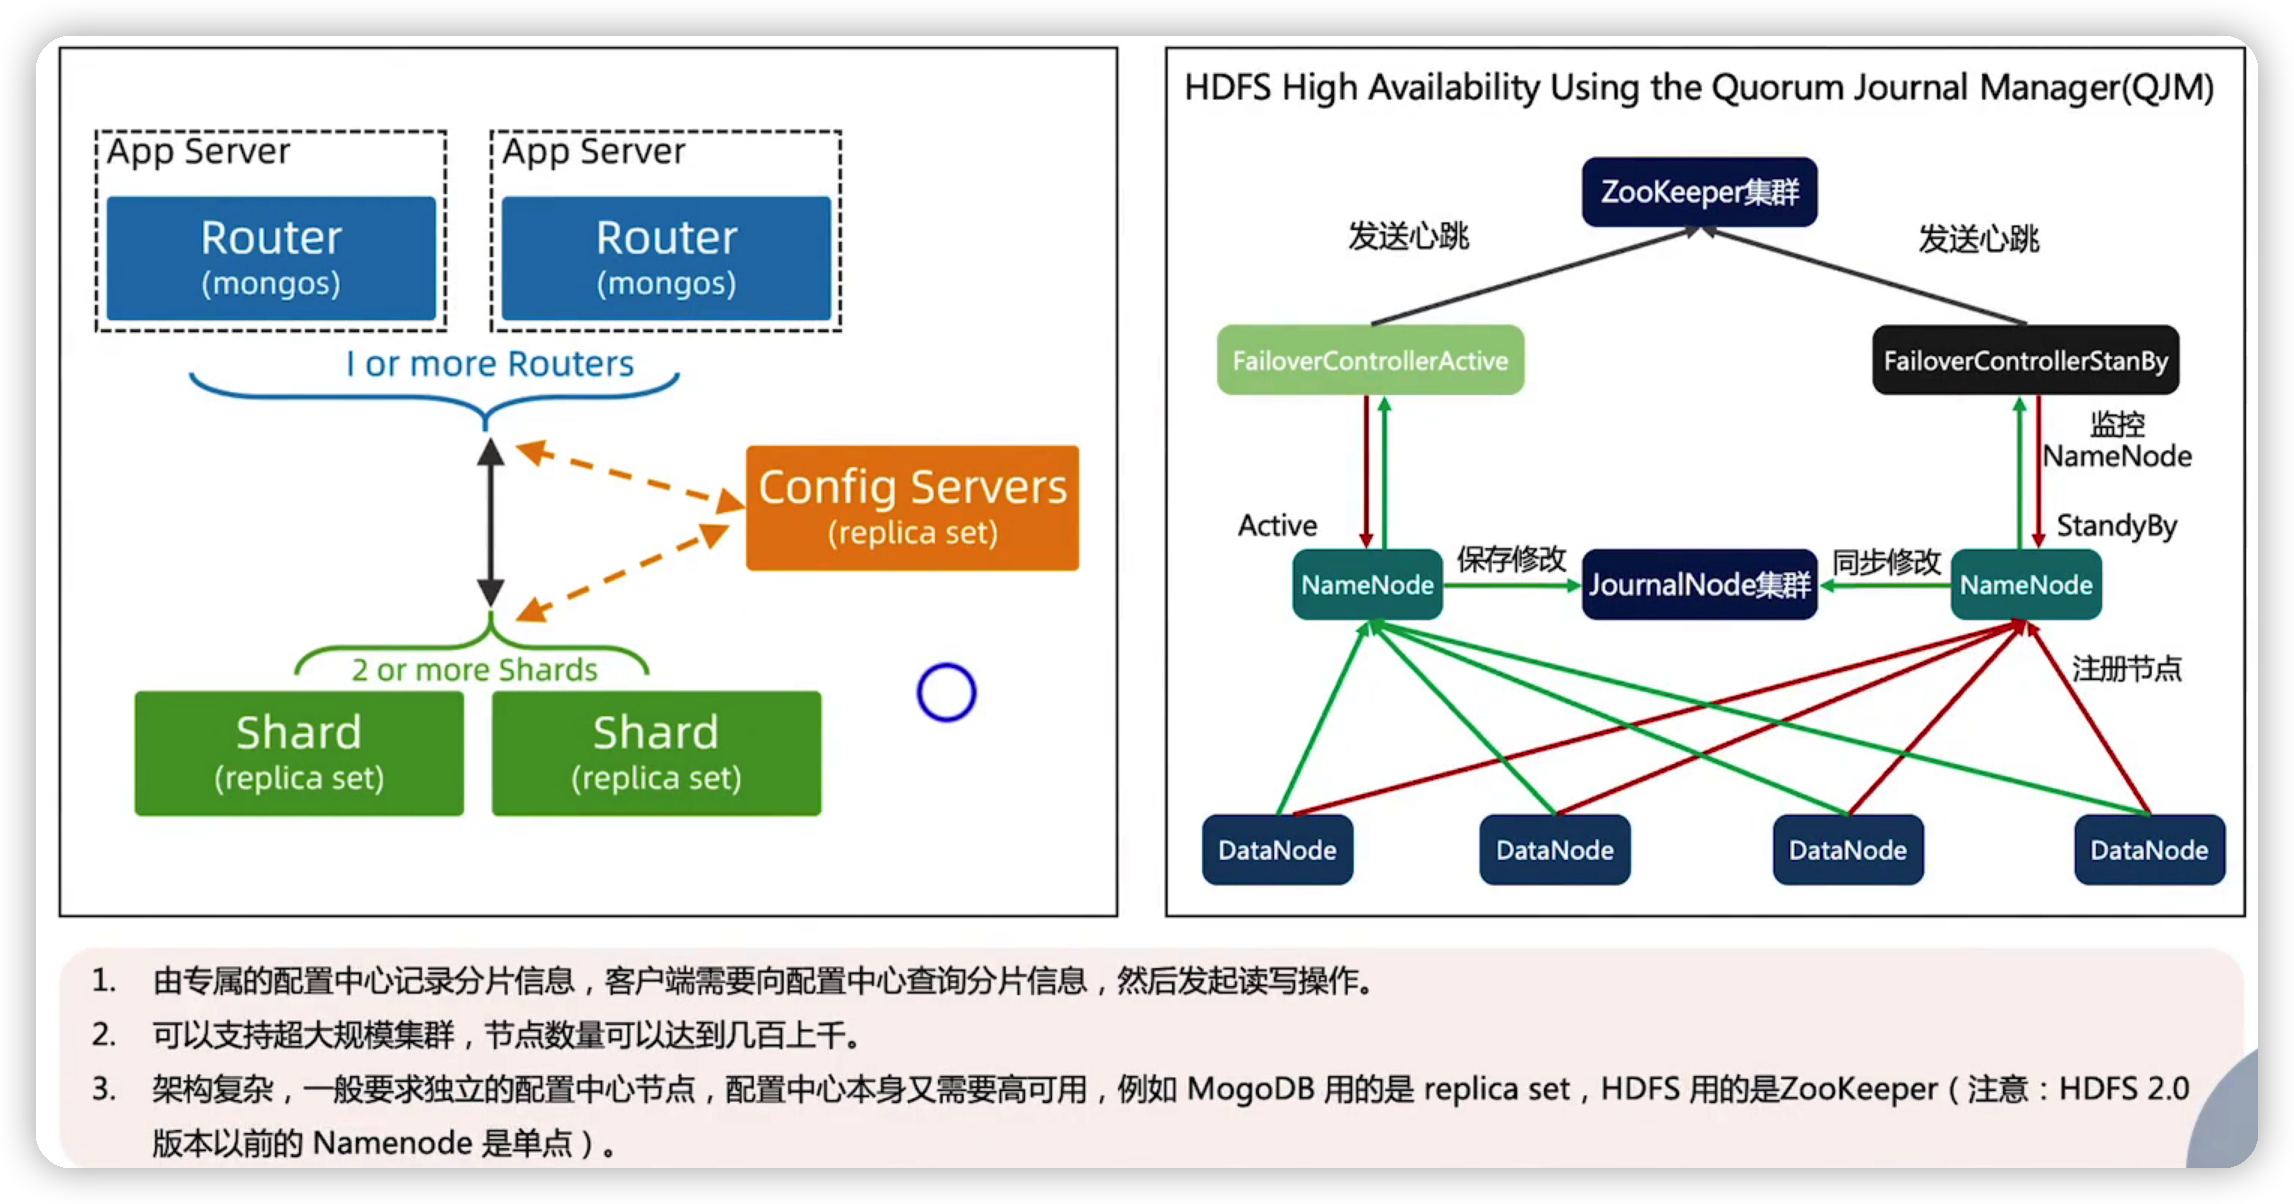 App Server
Router
(mongos)
App Server
Router
(mongos)
1 or more Routers
Config Servers
(replica set)
2 or more Shards
Shard
(replica set)
Shard
(replica set)
HDFS High Availability Using the Quorum Journal Manager(QJM)
ZooKeeper集群
发送心跳
发送心跳
FailoverControllerActive
FailoverControllerStanBy
监控
NameNode
Active
StandyBy
NameNode
保存修改
JournalNode集群
同步修改
NameNode
注册节点
DataNode
DataNode
DataNode
DataNode
1. 由专属的配置中心记录分片信息，客户端需要向配置中心查询分片信息，然后发起读写操作。
2. 可以支持超大规模集群，节点数量可以达到几百上千。
3. 架构复杂，一般要求独立的配置中心节点，配置中心本身又需要高可用，例如 MogoDB 用的是 replica set，HDFS 用的是ZooKeeper（注意：HDFS 2.0
版本以前的 Namenode 是单点）。